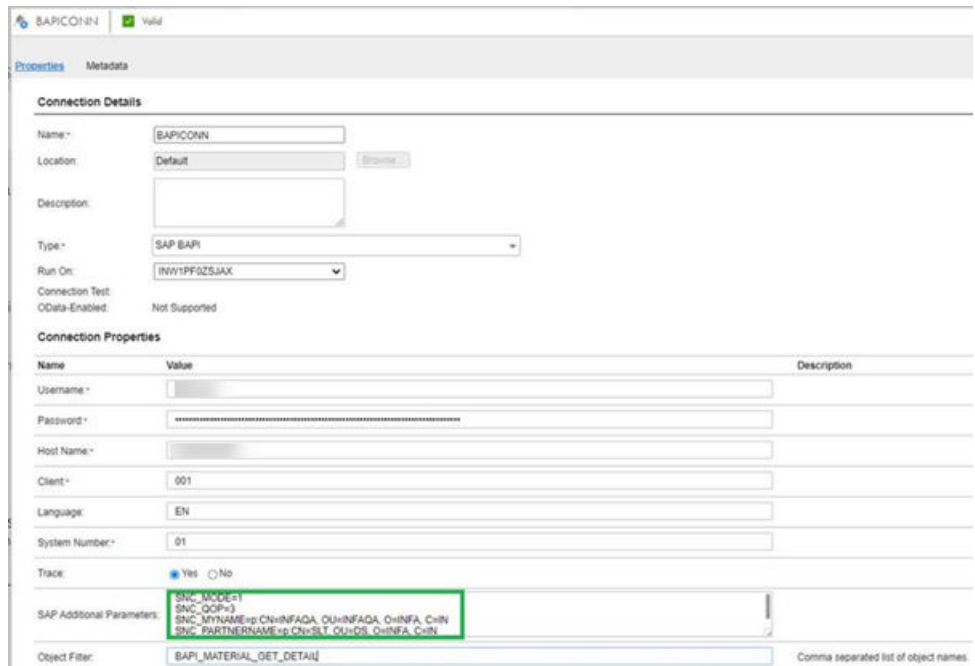 BAPICONN Valid
Properties Metadata
Connection Details
Name:* BAPICONN
Location: Default Browse...
Description:
Type:* SAP BAPI
Run On: INW1PF0ZSJAX
Connection Test:
OData-Enabled: Not Supported
Connection Properties
Name Value Description
Username:*
Password:*
Host Name:*
Client:* 001
Language: EN
System Number:* 01
Trace: Yes No
SNC_MODE=1
SNC_QOP=3
SAP Additional Parameters: SNC_MYNAME=p:CN=INFAQA, OU=INFAQA, O=INFA, C=IN
SNC_PARTNERNAME=p:CN=SLT, OU=DS, O=INFA, C=IN
Object Filter: BAPI_MATERIAL_GET_DETAIL Comma separated list of object names.